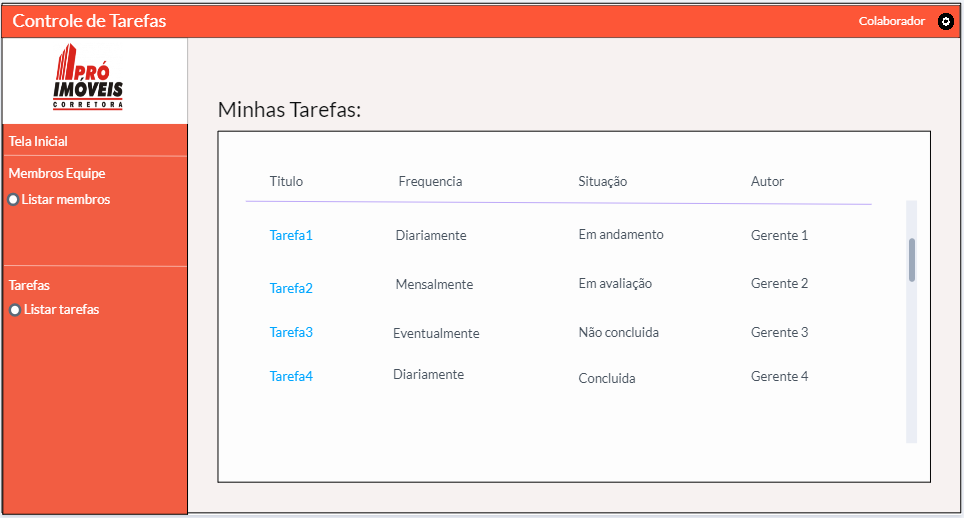 Controle de Tarefas
Colaborador
PRÓ
IMÓVEIS
CORRETORA
Tela Inicial
Membros Equipe
Listar membros
Tarefas
Listar tarefas
Minhas Tarefas:
Titulo Frequencia Situação Autor
Tarefa1 Diariamente Em andamento Gerente 1
Tarefa2 Mensalmente Em avaliação Gerente 2
Tarefa3 Eventualmente Não concluida Gerente 3
Tarefa4 Diariamente Concluida Gerente 4